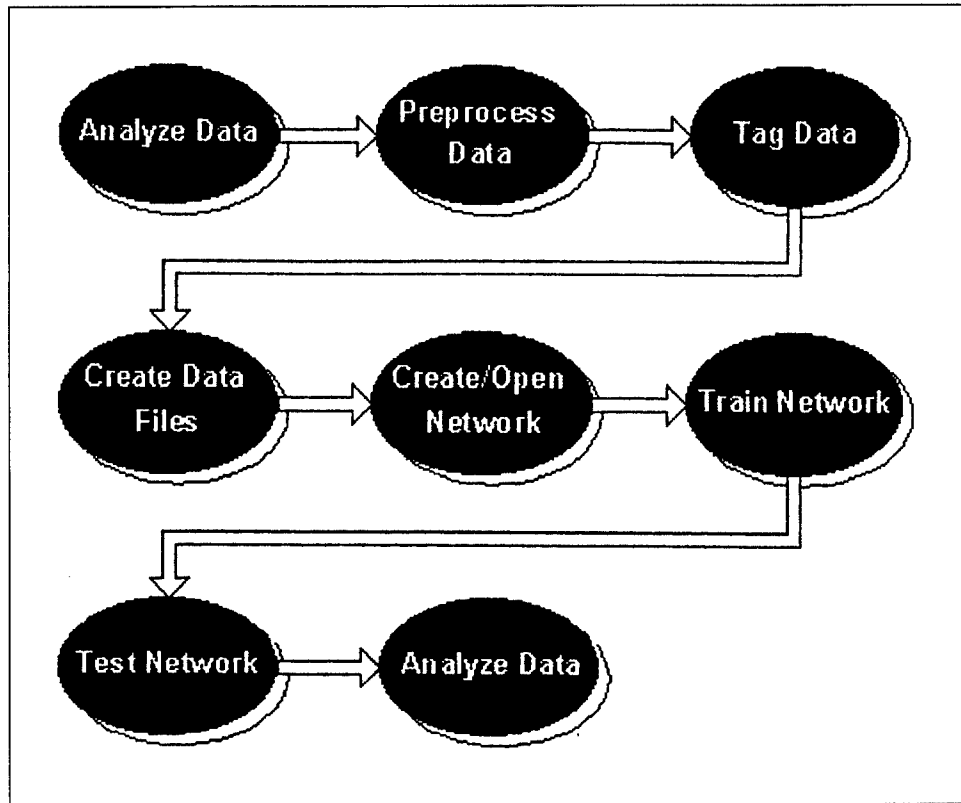 Analyze Data
Preprocess
Data
Tag Data
Create Data
Files
Create/Open
Network
Train Network
Test Network
Analyze Data